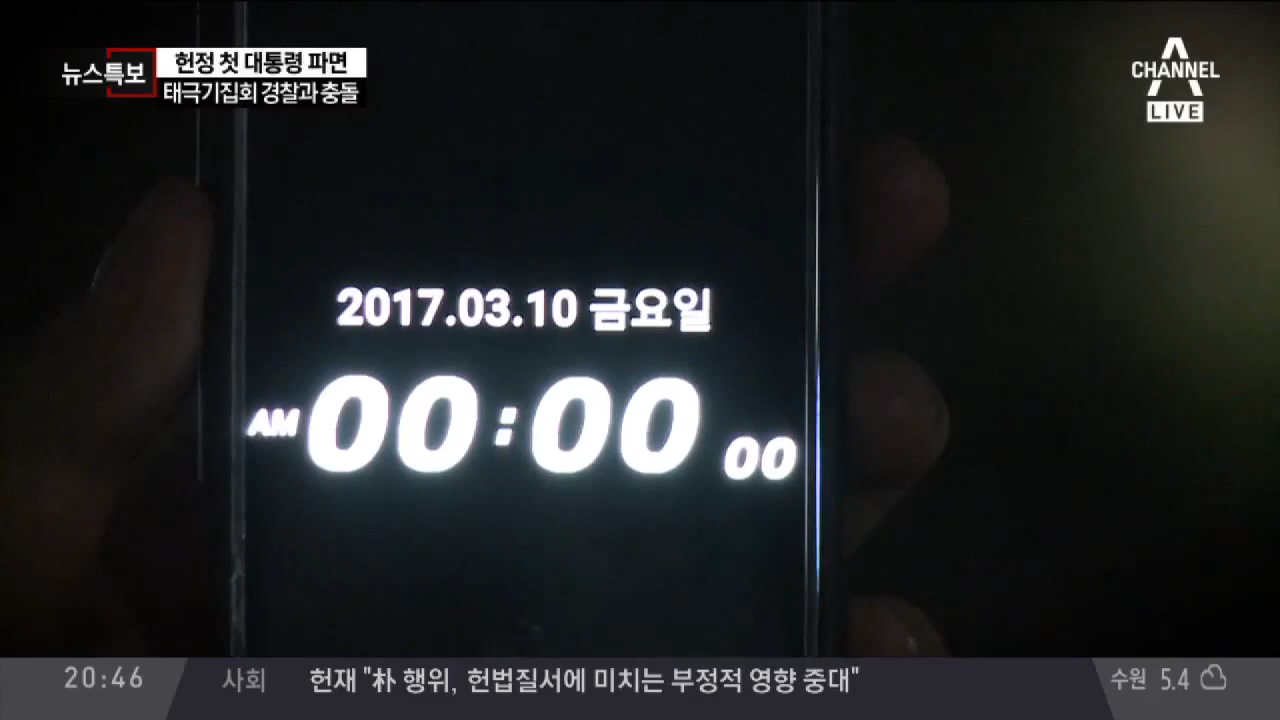 뉴스특보
헌정 첫 대통령 파면
태극기집회 경찰과 충돌
CHANNEL A
LIVE
2017.03.10 금요일
AM 00:00 00
20:46 사회 헌재 "朴 행위, 헌법질서에 미치는 부정적 영향 중대" 수원 5.4